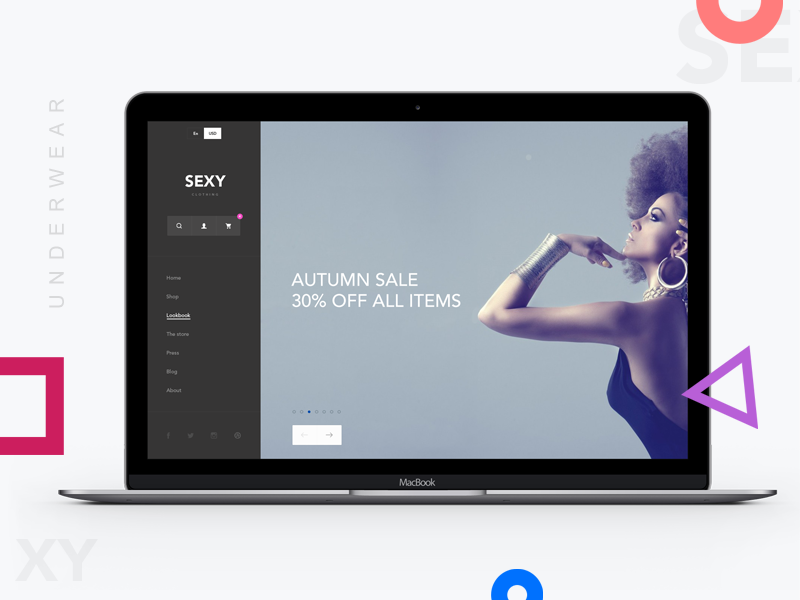 SE
UNDERWEAR
En USD
SEXY
CLOTHING
Home
Shop
Lookbook
The store
Press
Blog
About
AUTUMN SALE
30% OFF ALL ITEMS
MacBook
XY